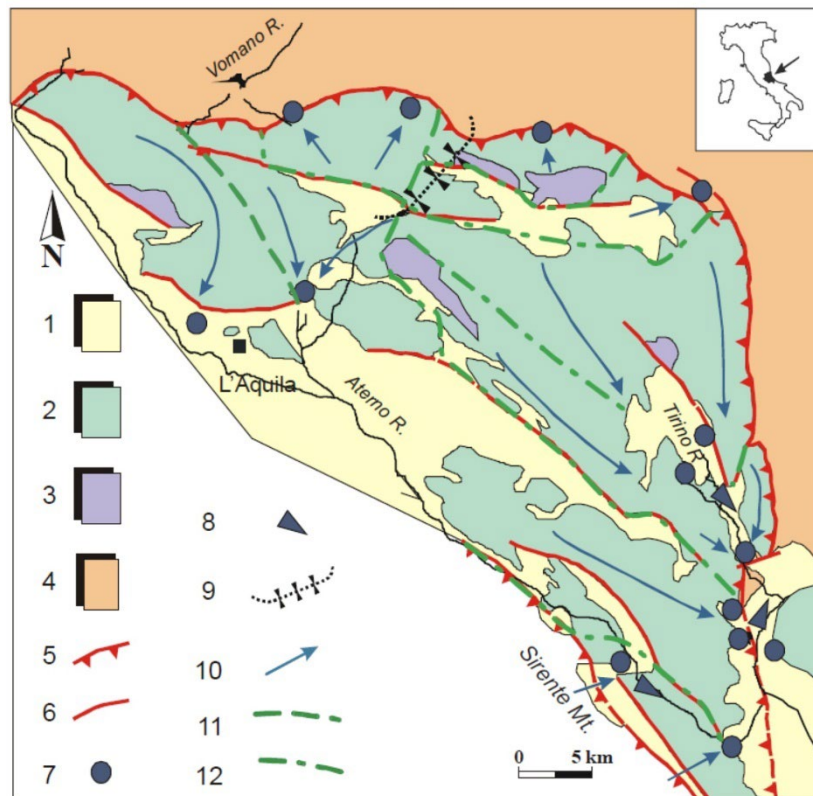 Vomano R.
N
L'Aquila
Aterno R.
Tirino R.
Sirente Mt.
1
2
3
4
5
6
7
8
9
10
11
12
0 5 km